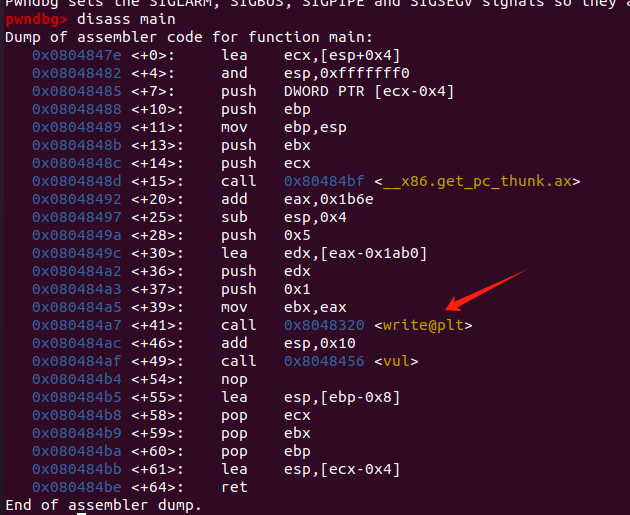 Pwndbg sets the SIGLARM, SIGBUS, SIGPIPE and SIGSEGV signals so they a
pwndbg> disass main
Dump of assembler code for function main:
   0x0804847e <+0>:     lea    ecx,[esp+0x4]
   0x08048482 <+4>:     and    esp,0xfffffff0
   0x08048485 <+7>:     push   DWORD PTR [ecx-0x4]
   0x08048488 <+10>:    push   ebp
   0x08048489 <+11>:    mov    ebp,esp
   0x0804848b <+13>:    push   ebx
   0x0804848c <+14>:    push   ecx
   0x0804848d <+15>:    call   0x80484bf <__x86.get_pc_thunk.ax>
   0x08048492 <+20>:    add    eax,0x1b6e
   0x08048497 <+25>:    sub    esp,0x4
   0x0804849a <+28>:    push   0x5
   0x0804849c <+30>:    lea    edx,[eax-0x1ab0]
   0x080484a2 <+36>:    push   edx
   0x080484a3 <+37>:    push   0x1
   0x080484a5 <+39>:    mov    ebx,eax
   0x080484a7 <+41>:    call   0x8048320 <write@plt>
   0x080484ac <+46>:    add    esp,0x10
   0x080484af <+49>:    call   0x8048456 <vul>
   0x080484b4 <+54>:    nop
   0x080484b5 <+55>:    lea    esp,[ebp-0x8]
   0x080484b8 <+58>:    pop    ecx
   0x080484b9 <+59>:    pop    ebx
   0x080484ba <+60>:    pop    ebp
   0x080484bb <+61>:    lea    esp,[ecx-0x4]
   0x080484be <+64>:    ret
End of assembler dump.